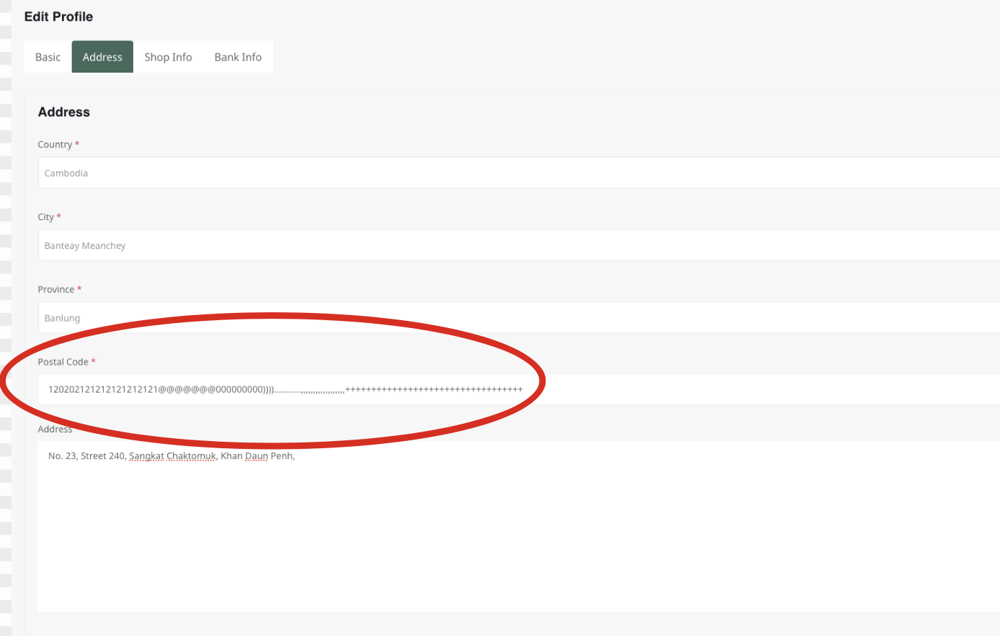 Edit Profile
Basic Address Shop Info Bank Info
Address
Country *
Cambodia
City *
Banteay Meanchey
Province *
Banlung
Postal Code *
120202121212121212121@@@@@@@000000000))))...........,,,,,,,,,,,,,,,,,,++++++++++++++++++++++++++++++++++
Address
No. 23, Street 240, Sangkat Chaktomuk, Khan Daun Penh,